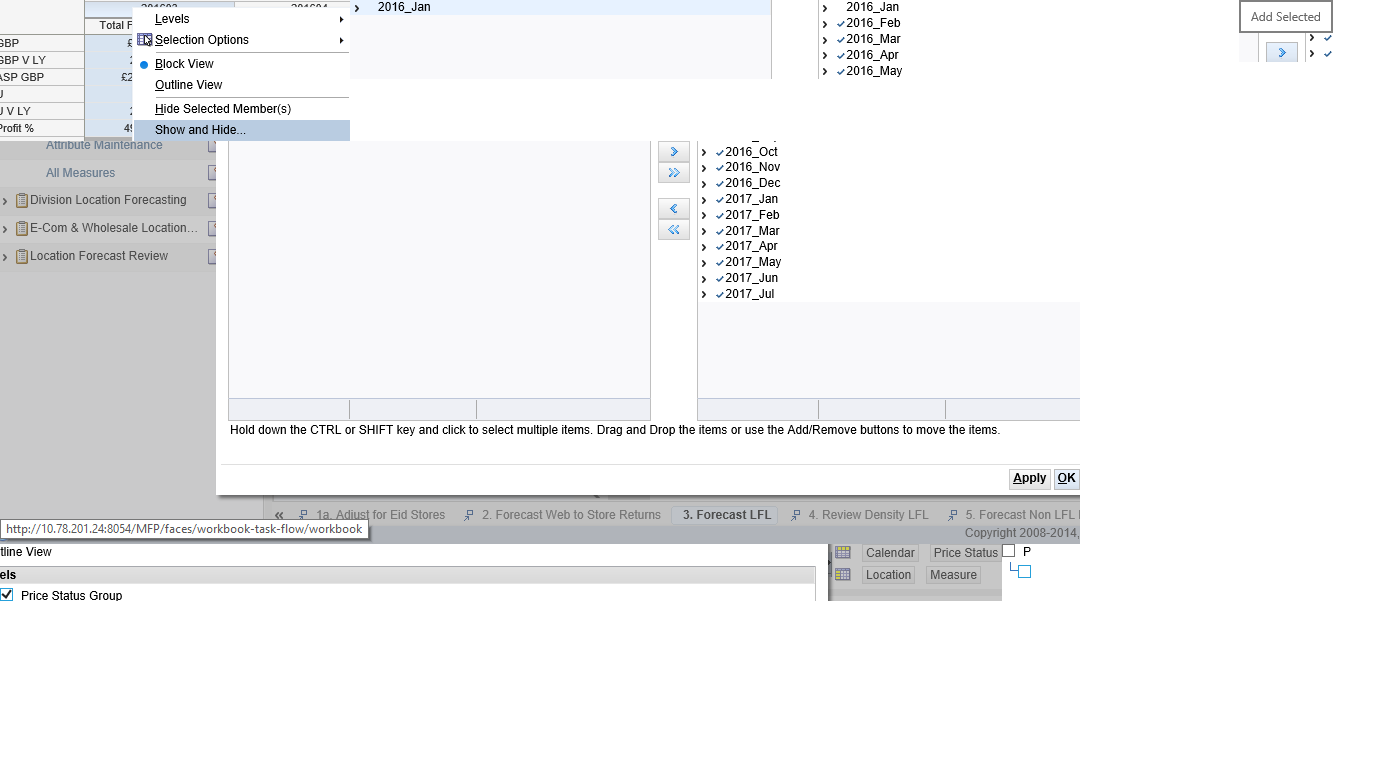 201603 201604
Total F
GBP £
GBP V LY 2
ASP GBP £2
U
U V LY 2
Profit % 49
Levels
Selection Options
Block View
Outline View
Hide Selected Member(s)
Show and Hide...
2016_Jan
2016_Jan
2016_Feb
2016_Mar
2016_Apr
2016_May
Add Selected
Attribute Maintenance
All Measures
Division Location Forecasting
E-Com & Wholesale Location...
Location Forecast Review
2016_Oct
2016_Nov
2016_Dec
2017_Jan
2017_Feb
2017_Mar
2017_Apr
2017_May
2017_Jun
2017_Jul
Hold down the CTRL or SHIFT key and click to select multiple items. Drag and Drop the items or use the Add/Remove buttons to move the items.
Apply OK
1a. Adjust for Eid Stores 2. Forecast Web to Store Returns 3. Forecast LFL 4. Review Density LFL 5. Forecast Non LFL
http://10.78.201.24:8054/MFP/faces/workbook-task-flow/workbook
Copyright 2008-2014,
tline View
els
Price Status Group
Calendar Price Status
Location Measure
P